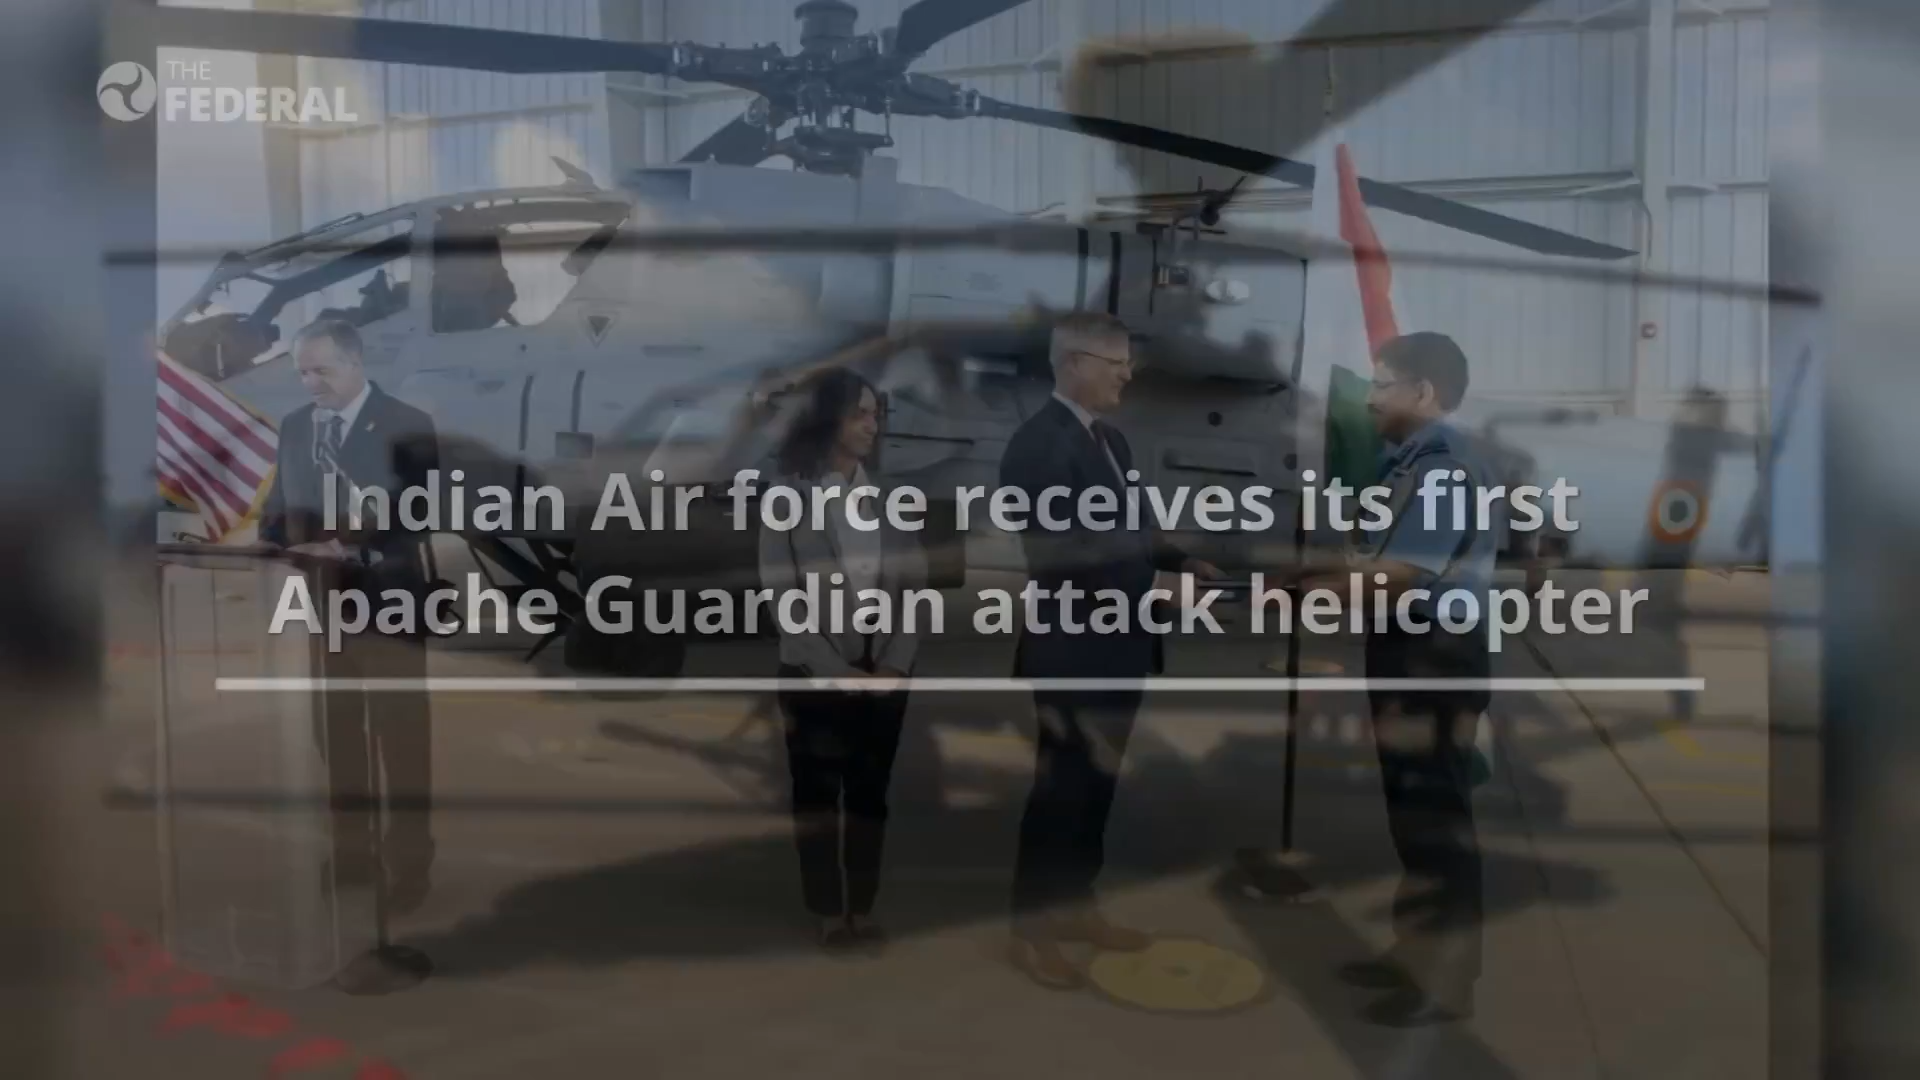 THE
FEDERAL
Indian Air force receives its first
Apache Guardian attack helicopter